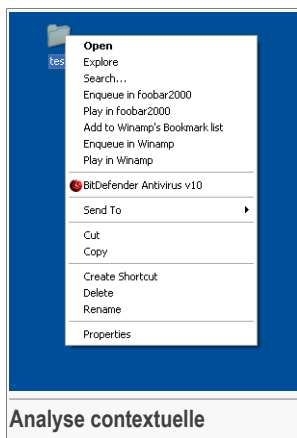 tes
Open
Explore
Search...
Enqueue in foobar2000
Play in foobar2000
Add to Winamp's Bookmark list
Enqueue in Winamp
Play in Winamp
BitDefender Antivirus v10
Send To
Cut
Copy
Create Shortcut
Delete
Rename
Properties
Analyse contextuelle